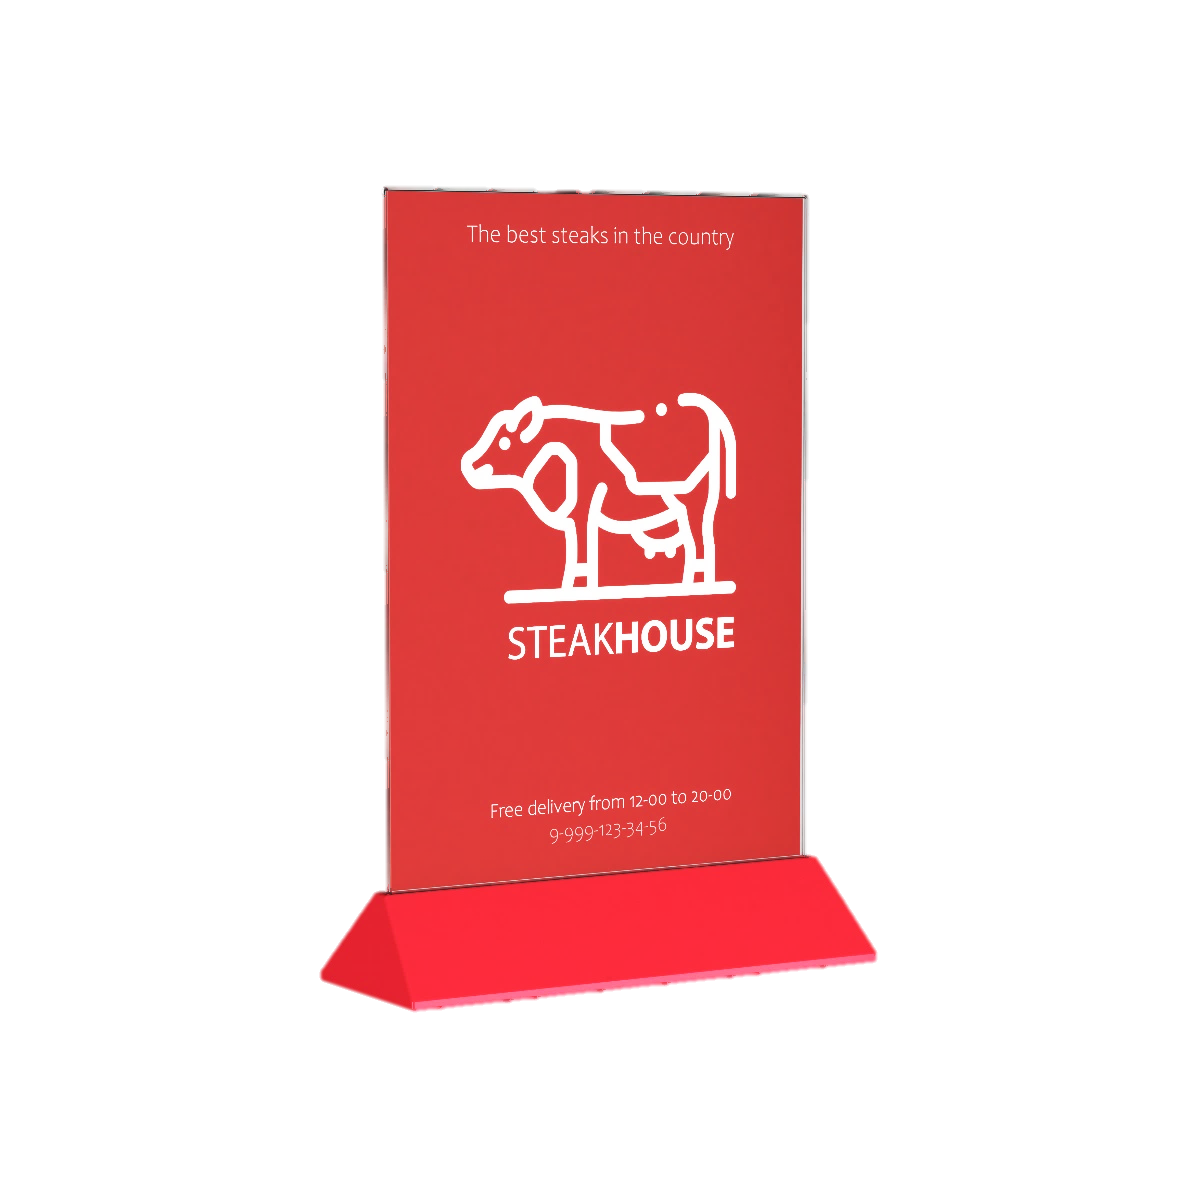 The best steaks in the country
STEAKHOUSE
Free delivery from 12-00 to 20-00
9-999-123-34-56